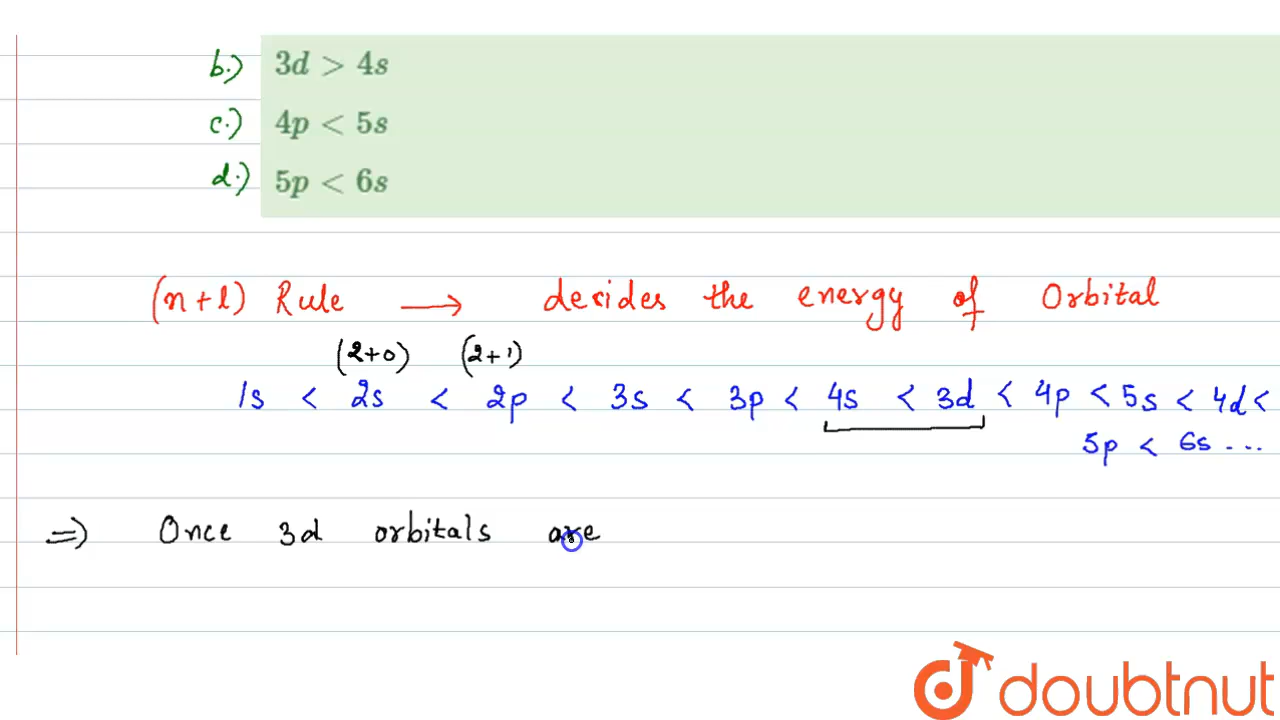 b.) 3d > 4s
c.) 4p < 5s
d.) 5p < 6s
(n+l) Rule → decides the energy of Orbital
(2+0) (2+1)
1s < 2s < 2p < 3s < 3p < 4s < 3d < 4p < 5s < 4d <
5p < 6s ...
⇒ Once 3d orbitals are
doubtnut